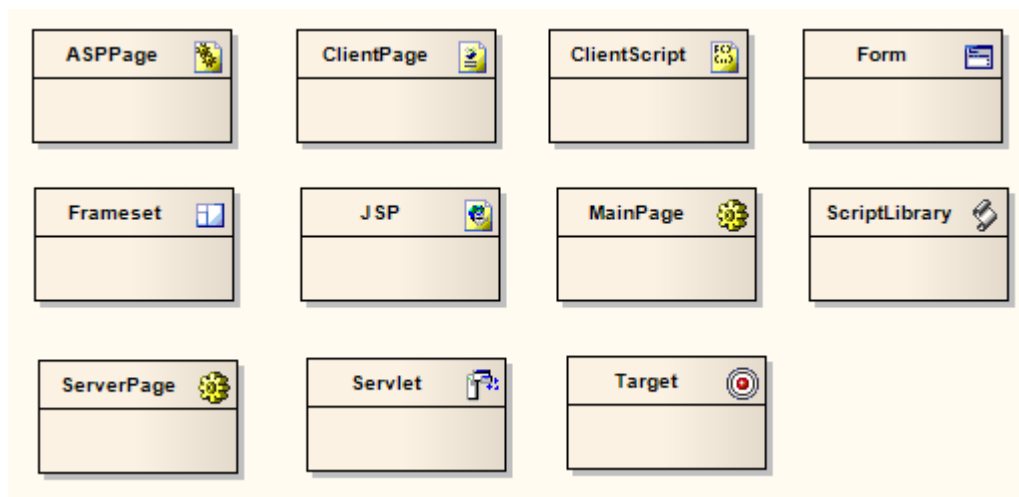 ASPPage
ClientPage
ClientScript
Form
Frameset
JSP
MainPage
ScriptLibrary
ServerPage
Servlet
Target